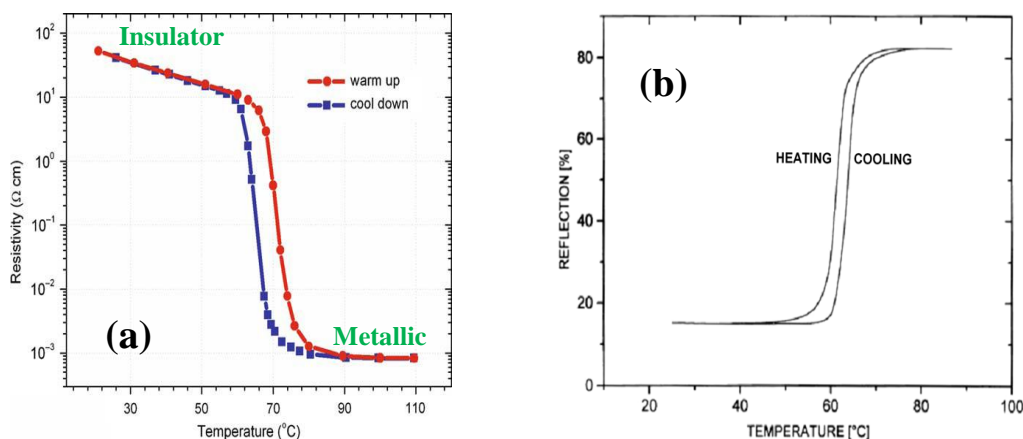 Insulator
warm up
cool down
Metallic
(a)
10²
10¹
10⁰
10⁻¹
10⁻²
10⁻³
Resistivity (Ω cm)
30 50 70 90 110
Temperature (°C)
(b)
HEATING COOLING
80
60
40
20
0
REFLECTION [%]
20 40 60 80 100
TEMPERATURE [°C]